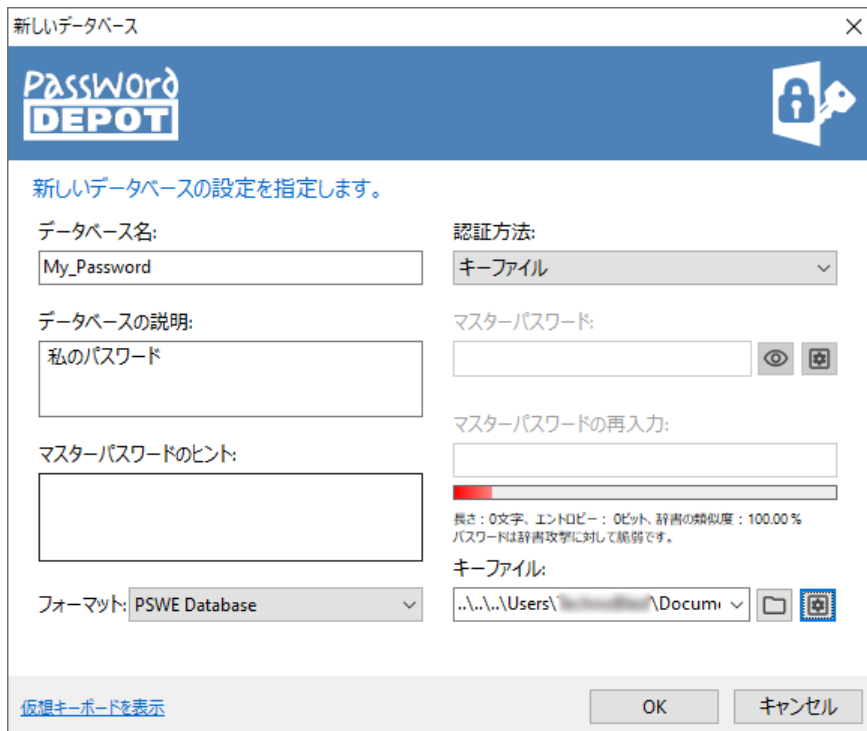 新しいデータベース
PASSWORD
DEPOT
新しいデータベースの設定を指定します。
データベース名:
My_Password
データベースの説明:
私のパスワード
マスターパスワードのヒント:
フォーマット: PSWE Database
認証方法:
キーファイル
マスターパスワード:
マスターパスワードの再入力:
長さ：0文字、エントロピー： 0ビット、辞書の類似度：100.00 %
パスワードは辞書攻撃に対して脆弱です。
キーファイル:
..\..\..\Users\ \Docum
仮想キーボードを表示
OK
キャンセル